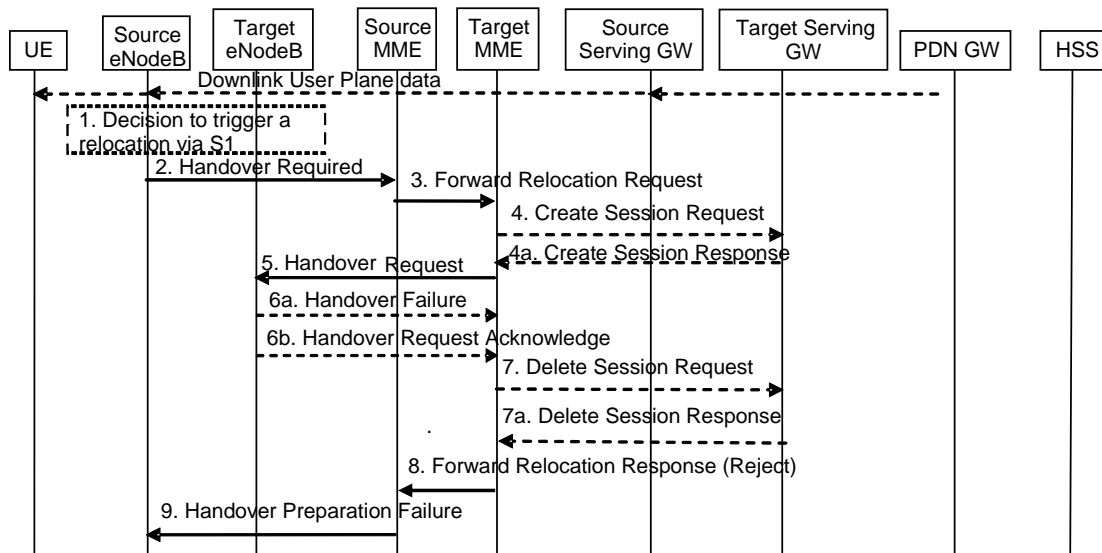 UE
Source
eNodeB
Target
eNodeB
Source
MME
Target
MME
Source
Serving GW
Target Serving
GW
PDN GW
HSS
Downlink User Plane data
1. Decision to trigger a
relocation via S1
2. Handover Required
3. Forward Relocation Request
4. Create Session Request
4a. Create Session Response
5. Handover Request
6a. Handover Failure
6b. Handover Request Acknowledge
7. Delete Session Request
7a. Delete Session Response
.
8. Forward Relocation Response (Reject)
9. Handover Preparation Failure